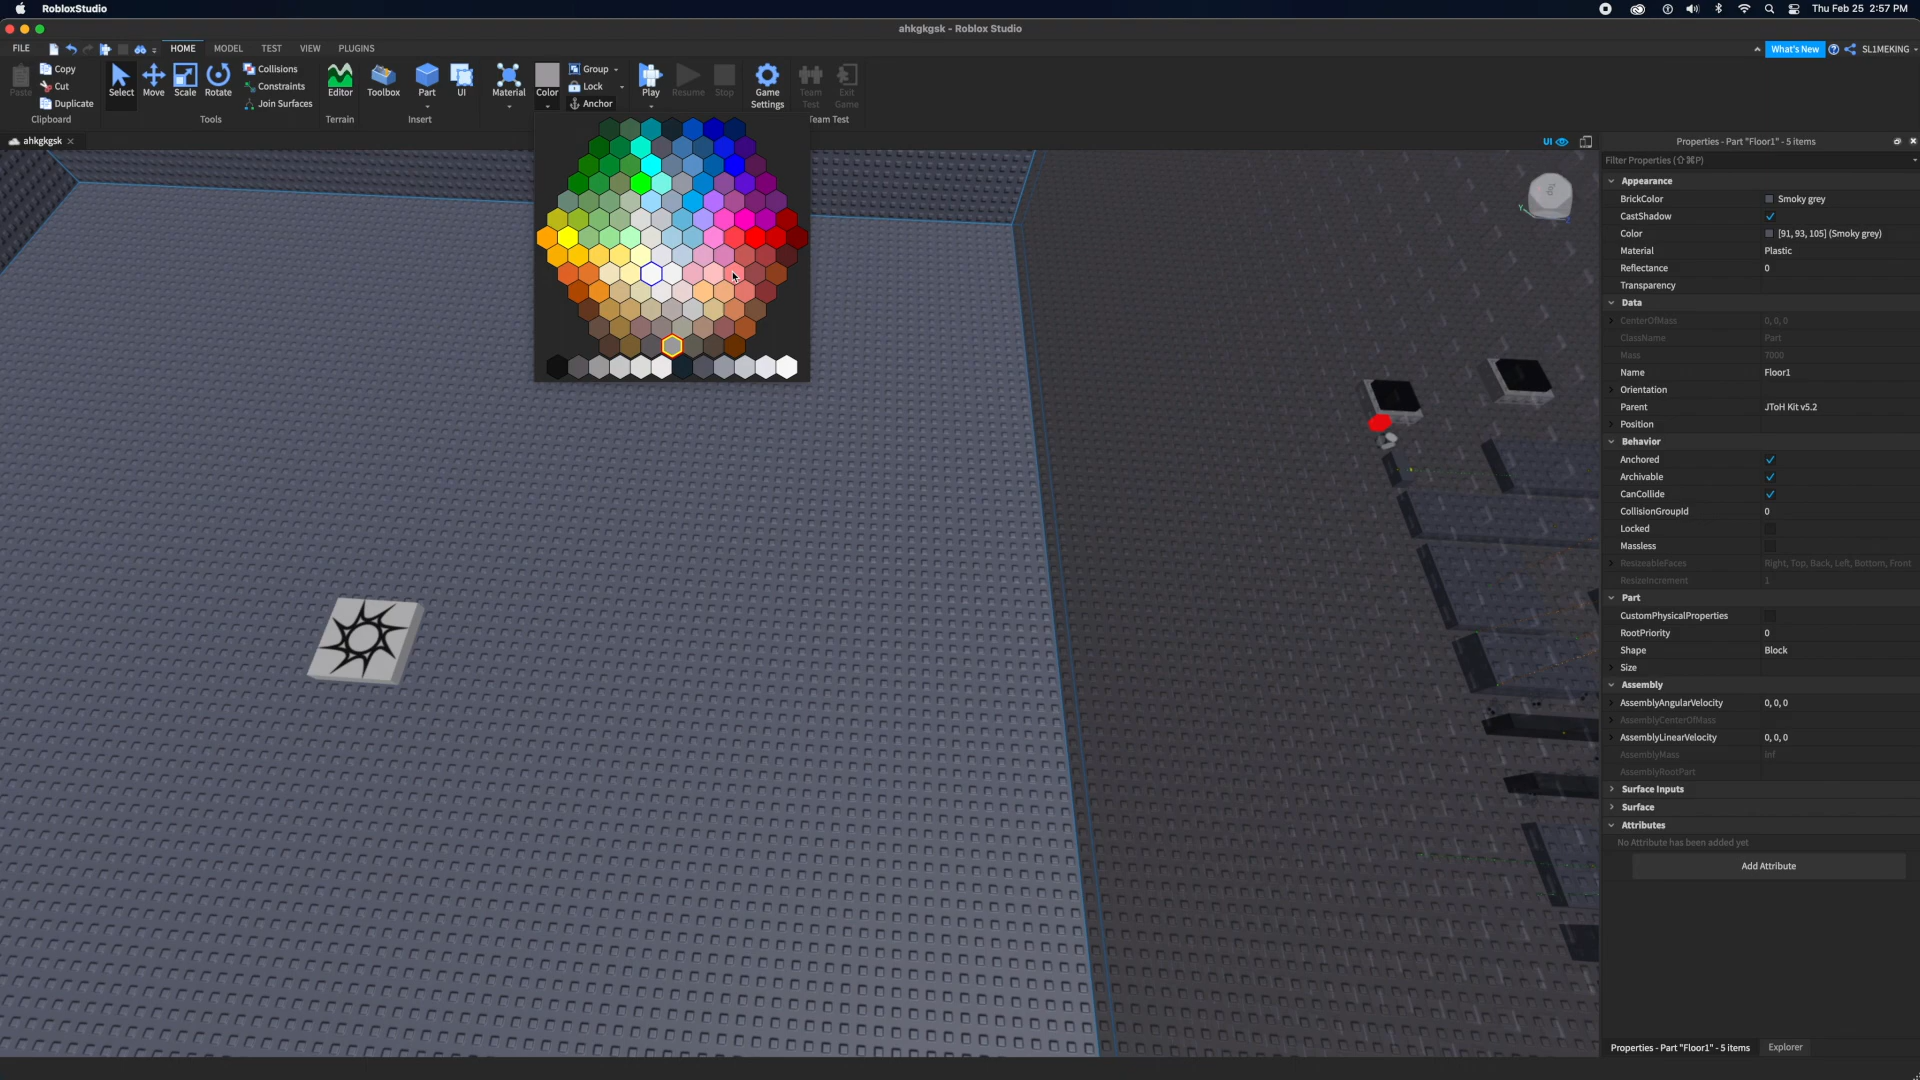 RobloxStudio
Thu Feb 25 2:57 PM
ahkgkgsk - Roblox Studio
FILE
HOME
MODEL
TEST
VIEW
PLUGINS
What's New
SL1MEKING
Paste
Copy
Cut
Duplicate
Clipboard
Select
Move
Scale
Rotate
Collisions
Constraints
Join Surfaces
Tools
Editor
Terrain
Toolbox
Part
UI
Insert
Material
Color
Group
Lock
Anchor
Play
Resume
Stop
Game
Settings
Team
Test
Exit
Game
Team Test
ahkgkgsk
UI
Top
Y
Properties - Part "Floor1" - 5 items
Filter Properties (⇧⌘P)
Appearance
BrickColor Smoky grey
CastShadow
Color [91, 93, 105] (Smoky grey)
Material Plastic
Reflectance 0
Transparency
Data
CenterOfMass 0, 0, 0
ClassName Part
Mass 7000
Name Floor1
Orientation
Parent JToH Kit v5.2
Position
Behavior
Anchored
Archivable
CanCollide
CollisionGroupId 0
Locked
Massless
ResizeableFaces Right, Top, Back, Left, Bottom, Front
ResizeIncrement 1
Part
CustomPhysicalProperties
RootPriority 0
Shape Block
Size
Assembly
AssemblyAngularVelocity 0, 0, 0
AssemblyCenterOfMass
AssemblyLinearVelocity 0, 0, 0
AssemblyMass inf
AssemblyRootPart
Surface Inputs
Surface
Attributes
No Attribute has been added yet
Add Attribute
Properties - Part "Floor1" - 5 items
Explorer